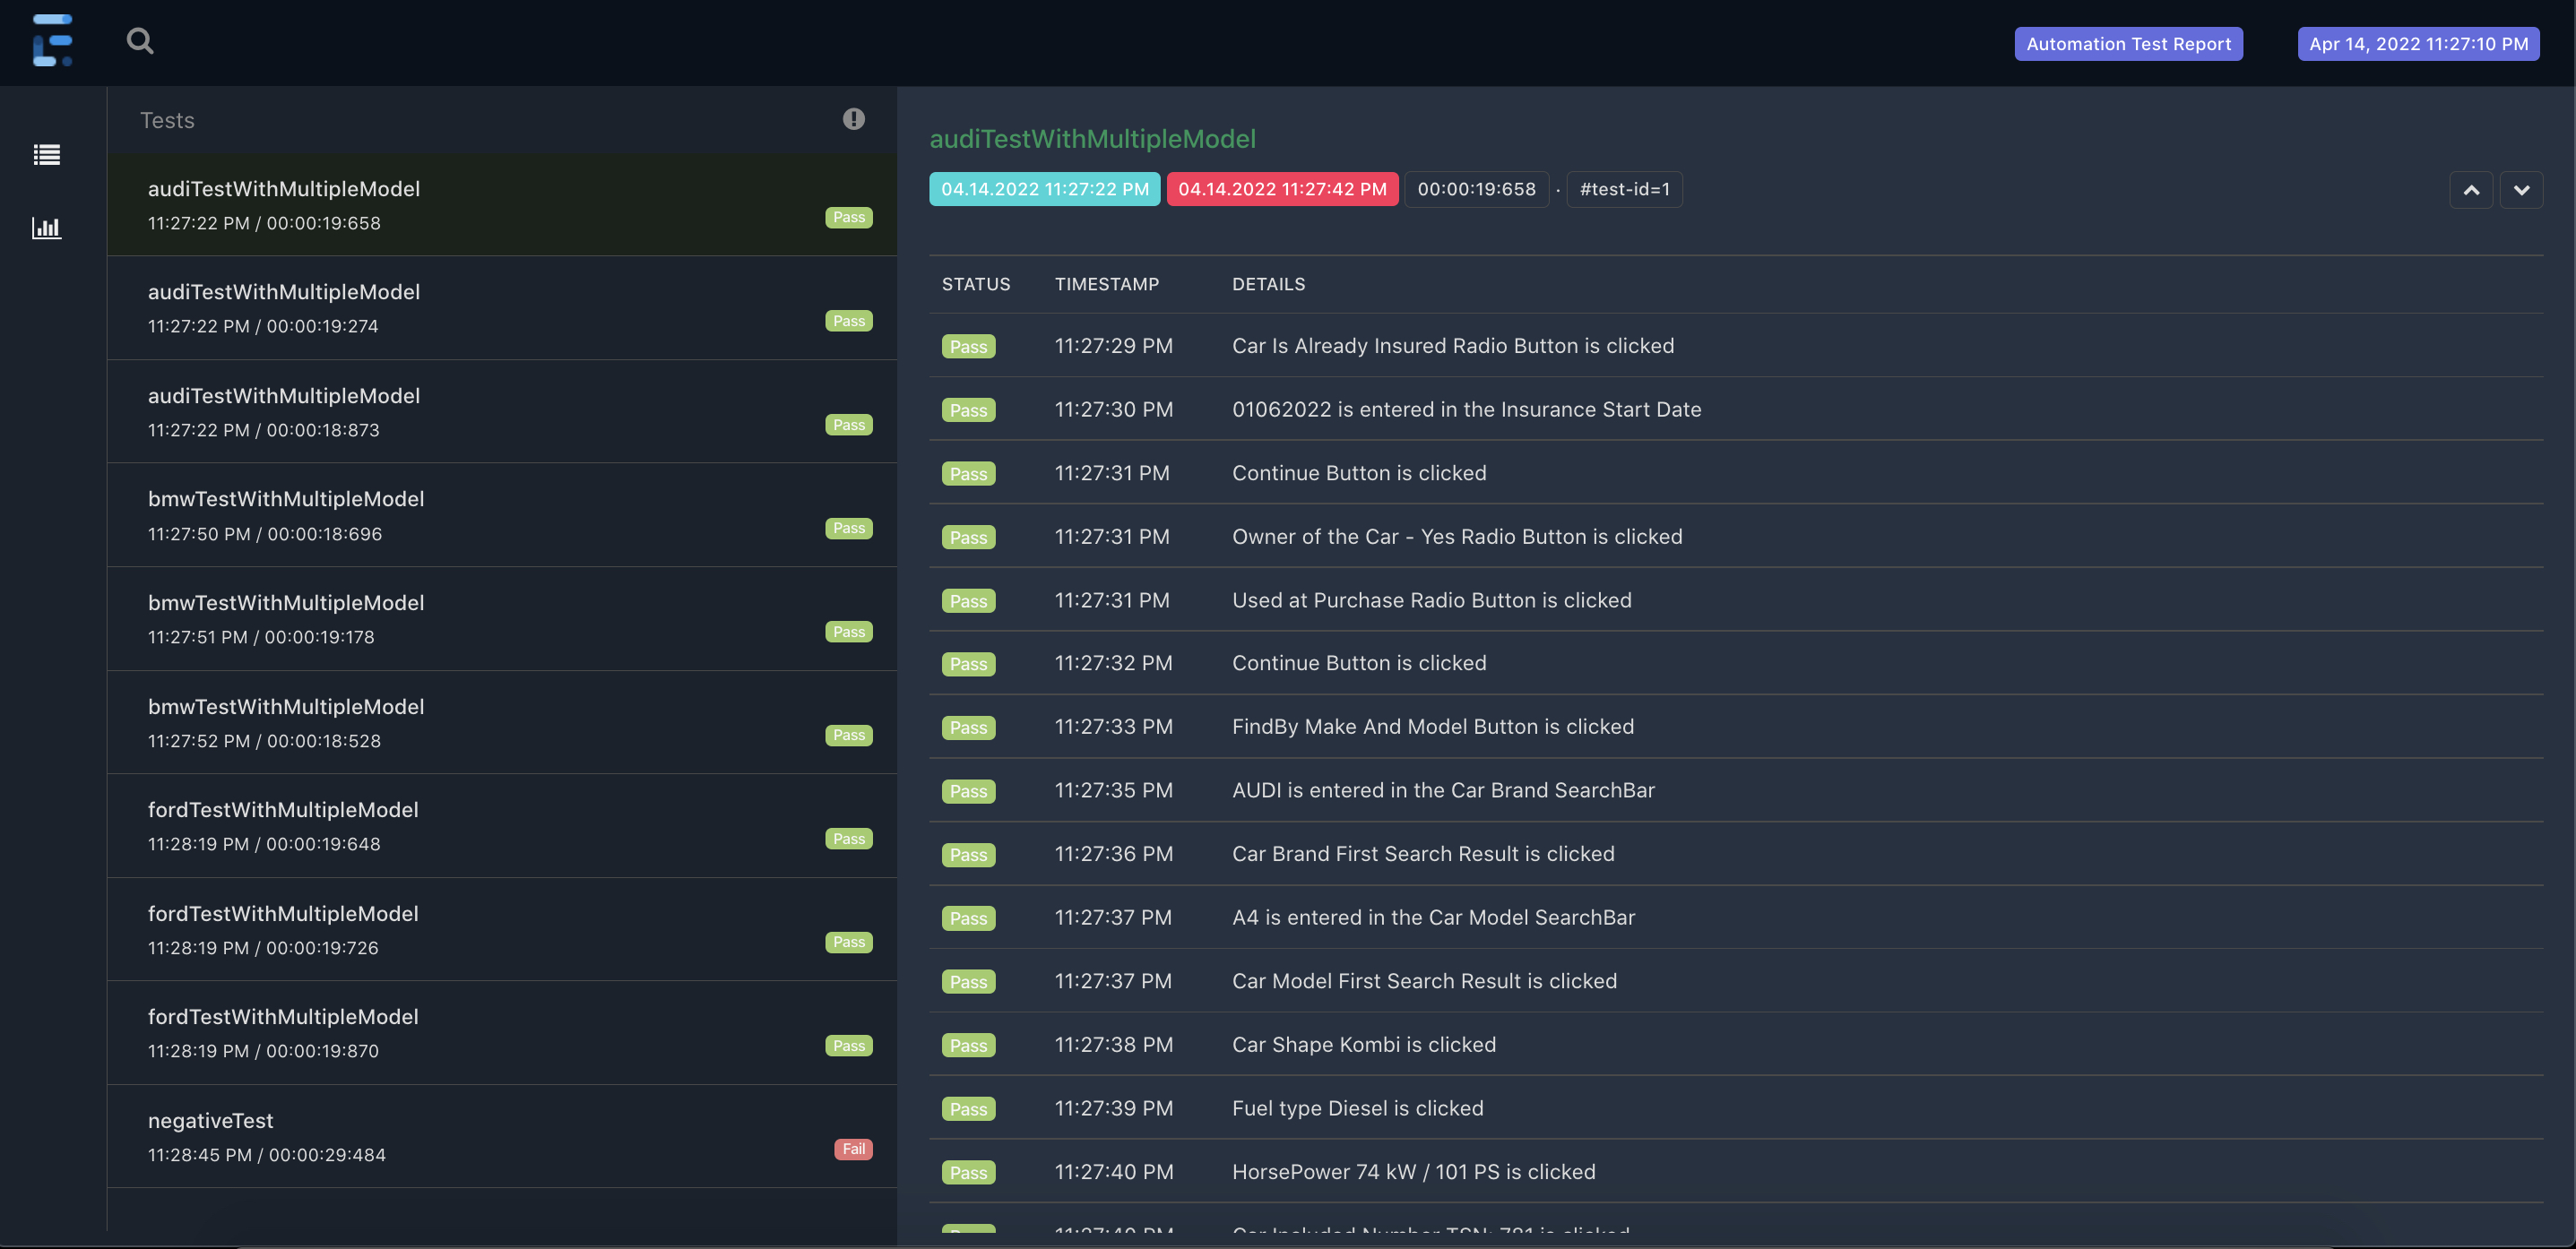 Automation Test Report
Apr 14, 2022 11:27:10 PM
Tests
audiTestWithMultipleModel
11:27:22 PM / 00:00:19:658
Pass
audiTestWithMultipleModel
11:27:22 PM / 00:00:19:274
Pass
audiTestWithMultipleModel
11:27:22 PM / 00:00:18:873
Pass
bmwTestWithMultipleModel
11:27:50 PM / 00:00:18:696
Pass
bmwTestWithMultipleModel
11:27:51 PM / 00:00:19:178
Pass
bmwTestWithMultipleModel
11:27:52 PM / 00:00:18:528
Pass
fordTestWithMultipleModel
11:28:19 PM / 00:00:19:648
Pass
fordTestWithMultipleModel
11:28:19 PM / 00:00:19:726
Pass
fordTestWithMultipleModel
11:28:19 PM / 00:00:19:870
Pass
negativeTest
11:28:45 PM / 00:00:29:484
Fail
audiTestWithMultipleModel
04.14.2022 11:27:22 PM 04.14.2022 11:27:42 PM 00:00:19:658 · #test-id=1
STATUS TIMESTAMP DETAILS
Pass 11:27:29 PM Car Is Already Insured Radio Button is clicked
Pass 11:27:30 PM 01062022 is entered in the Insurance Start Date
Pass 11:27:31 PM Continue Button is clicked
Pass 11:27:31 PM Owner of the Car - Yes Radio Button is clicked
Pass 11:27:31 PM Used at Purchase Radio Button is clicked
Pass 11:27:32 PM Continue Button is clicked
Pass 11:27:33 PM FindBy Make And Model Button is clicked
Pass 11:27:35 PM AUDI is entered in the Car Brand SearchBar
Pass 11:27:36 PM Car Brand First Search Result is clicked
Pass 11:27:37 PM A4 is entered in the Car Model SearchBar
Pass 11:27:37 PM Car Model First Search Result is clicked
Pass 11:27:38 PM Car Shape Kombi is clicked
Pass 11:27:39 PM Fuel type Diesel is clicked
Pass 11:27:40 PM HorsePower 74 kW / 101 PS is clicked
Pass 11:27:40 PM Car Included Number TSN: 781 is clicked